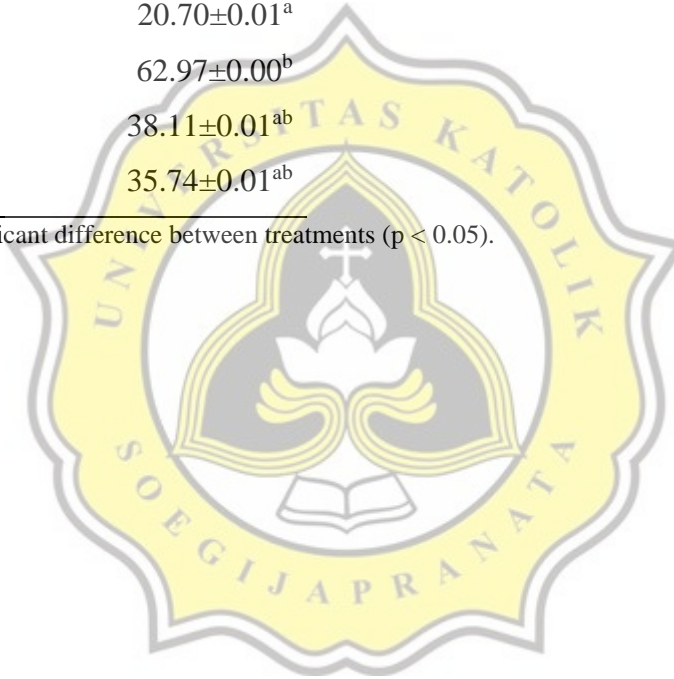 20.70±0.01ᵃ
62.97±0.00ᵇ
38.11±0.01ᵃᵇ
35.74±0.01ᵃᵇ
icant difference between treatments (p < 0.05).
UNIVERSITAS KATOLIK
SOEGIJAPRANATA